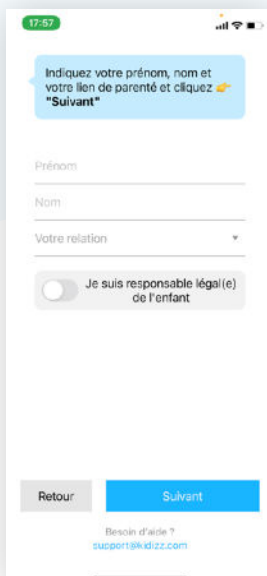 17:57
Indiquez votre prénom, nom et
votre lien de parenté et cliquez 👉
"Suivant"
Prénom
Nom
Votre relation
Je suis responsable légal(e)
de l'enfant
Retour
Suivant
Besoin d'aide ?
support@kidizz.com